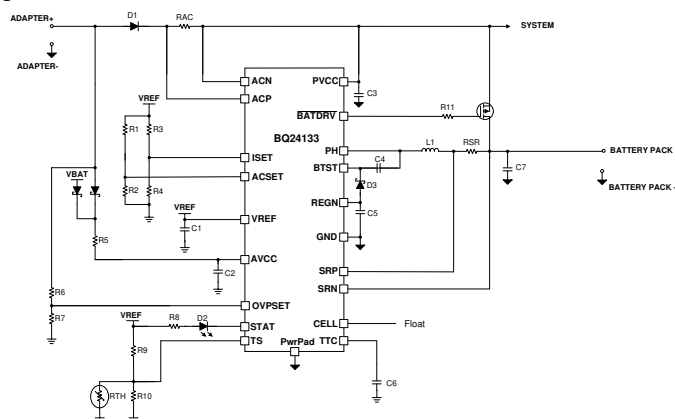 ADAPTER+
D1
RAC
SYSTEM
ADAPTER-
ACN
PVCC
C3
VREF
ACP
R11
BATDRV
R1
R3
BQ24133
PH
L1
RSR
BATTERY PACK
ISET
BTST
C4
C7
VBAT
ACSET
D3
R2
R4
BATTERY PACK -
VREF
REGN
VREF
C5
C1
GND
R5
AVCC
C2
SRP
R6
SRN
OVPSET
R7
VREF
R8
D2
STAT
CELL
Float
TS
PwrPad
TTC
R9
C6
RTH
R10